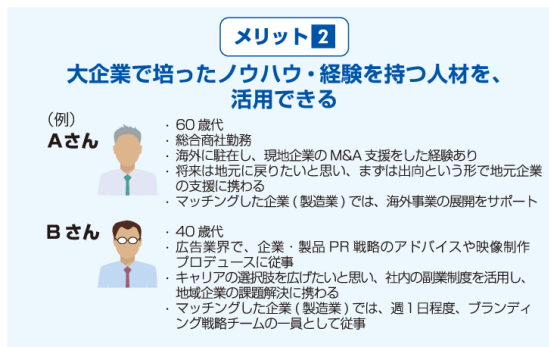 メリット2
大企業で培ったノウハウ・経験を持つ人材を、
活用できる
（例）
Aさん
・60歳代
・総合商社勤務
・海外に駐在し、現地企業のM&A支援をした経験あり
・将来は地元に戻りたいと思い、まずは出向という形で地元企業
の支援に携わる
・マッチングした企業(製造業)では、海外事業の展開をサポート
Bさん
・40歳代
・広告業界で、企業・製品PR戦略のアドバイスや映像制作
プロデュースに従事
・キャリアの選択肢を広げたいと思い、社内の副業制度を活用し、
地域企業の課題解決に携わる
・マッチングした企業(製造業)では、週1日程度、ブランディ
ング戦略チームの一員として従事